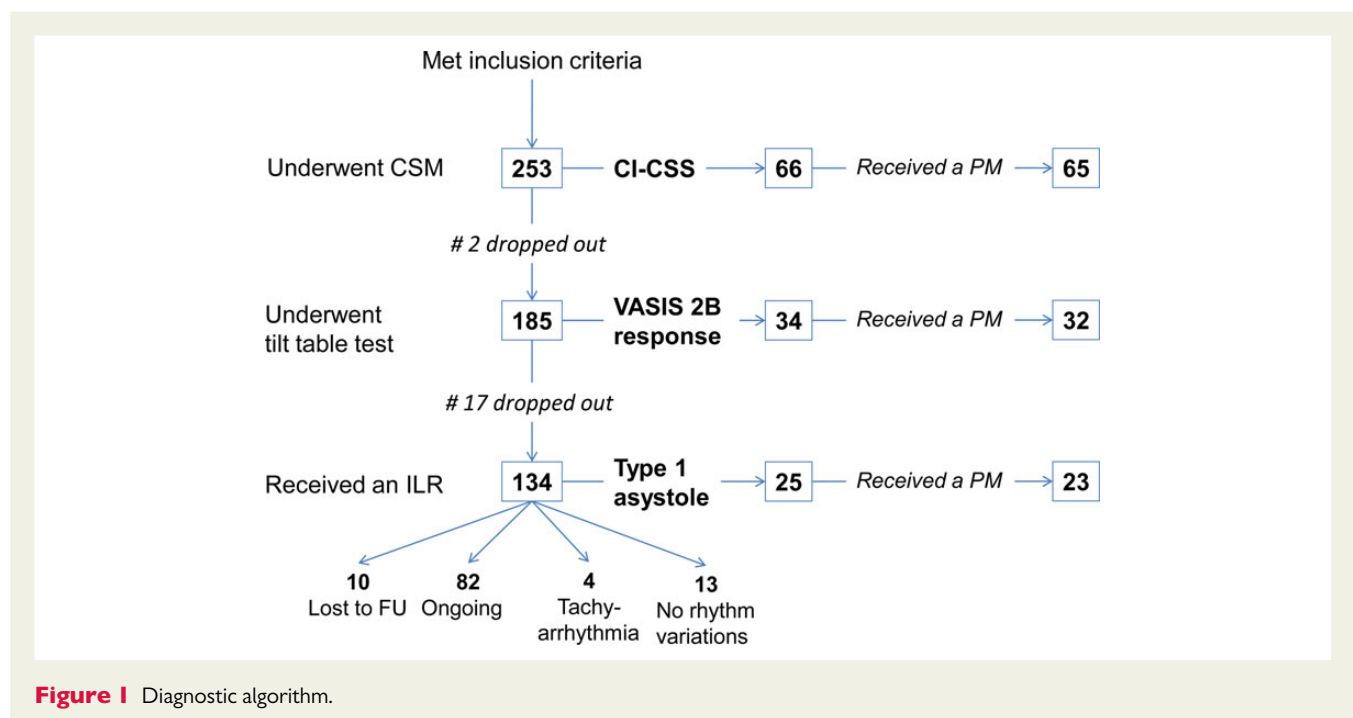 Met inclusion criteria
Underwent CSM
253
CI-CSS
66
Received a PM
65
# 2 dropped out
Underwent
tilt table test
185
VASIS 2B
response
34
Received a PM
32
# 17 dropped out
Received an ILR
134
Type 1
asystole
25
Received a PM
23
10
Lost to FU
82
Ongoing
4
Tachy-
arrhythmia
13
No rhythm
variations
Figure 1 Diagnostic algorithm.